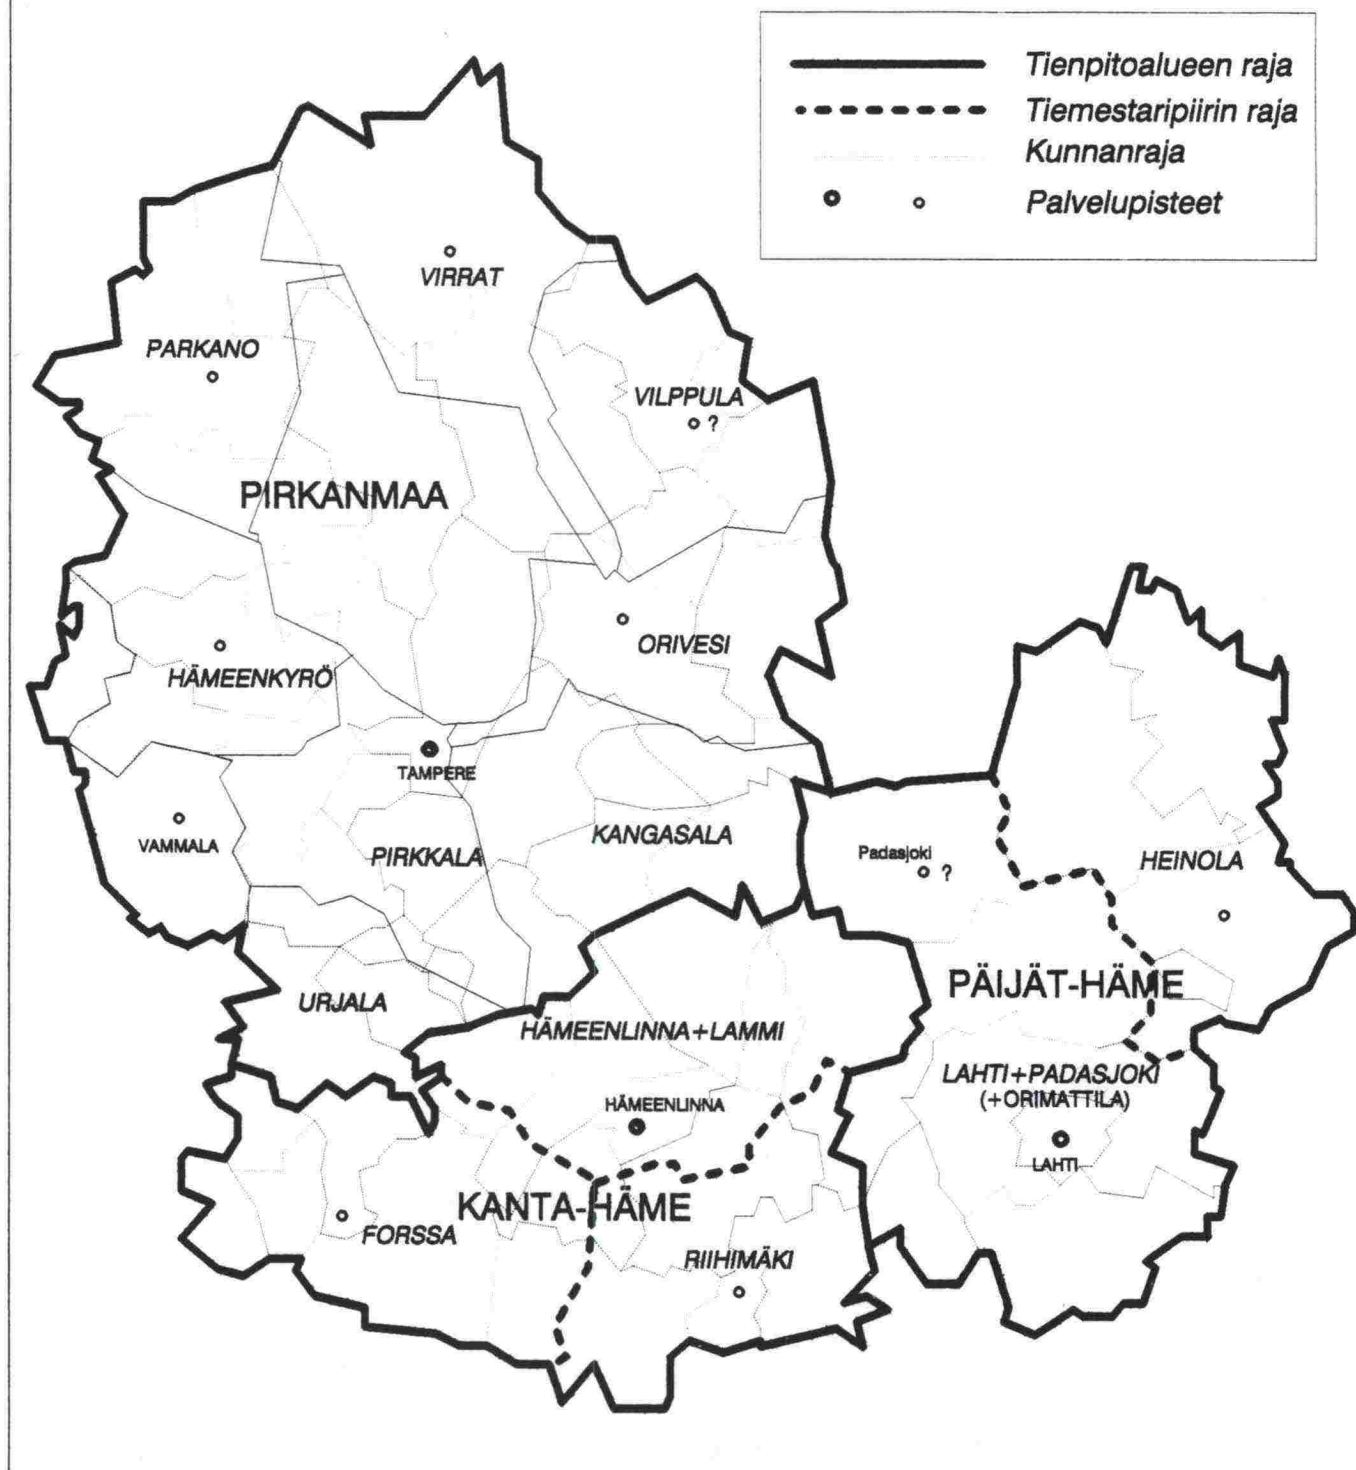 Tienpitoalueen raja
Tiemestaripiirin raja
Kunnanraja
Palvelupisteet
VIRRAT
PARKANO
VILPPULA
?
PIRKANMAA
ORIVESI
HÄMEENKYRÖ
TAMPERE
VAMMALA
PIRKKALA
KANGASALA
Padasjoki
?
HEINOLA
URJALA
PÄIJÄT-HÄME
HÄMEENLINNA+LAMMI
LAHTI+PADASJOKI
(+ORIMATTILA)
HÄMEENLINNA
LAHTI
KANTA-HÄME
FORSSA
RIIHIMÄKI